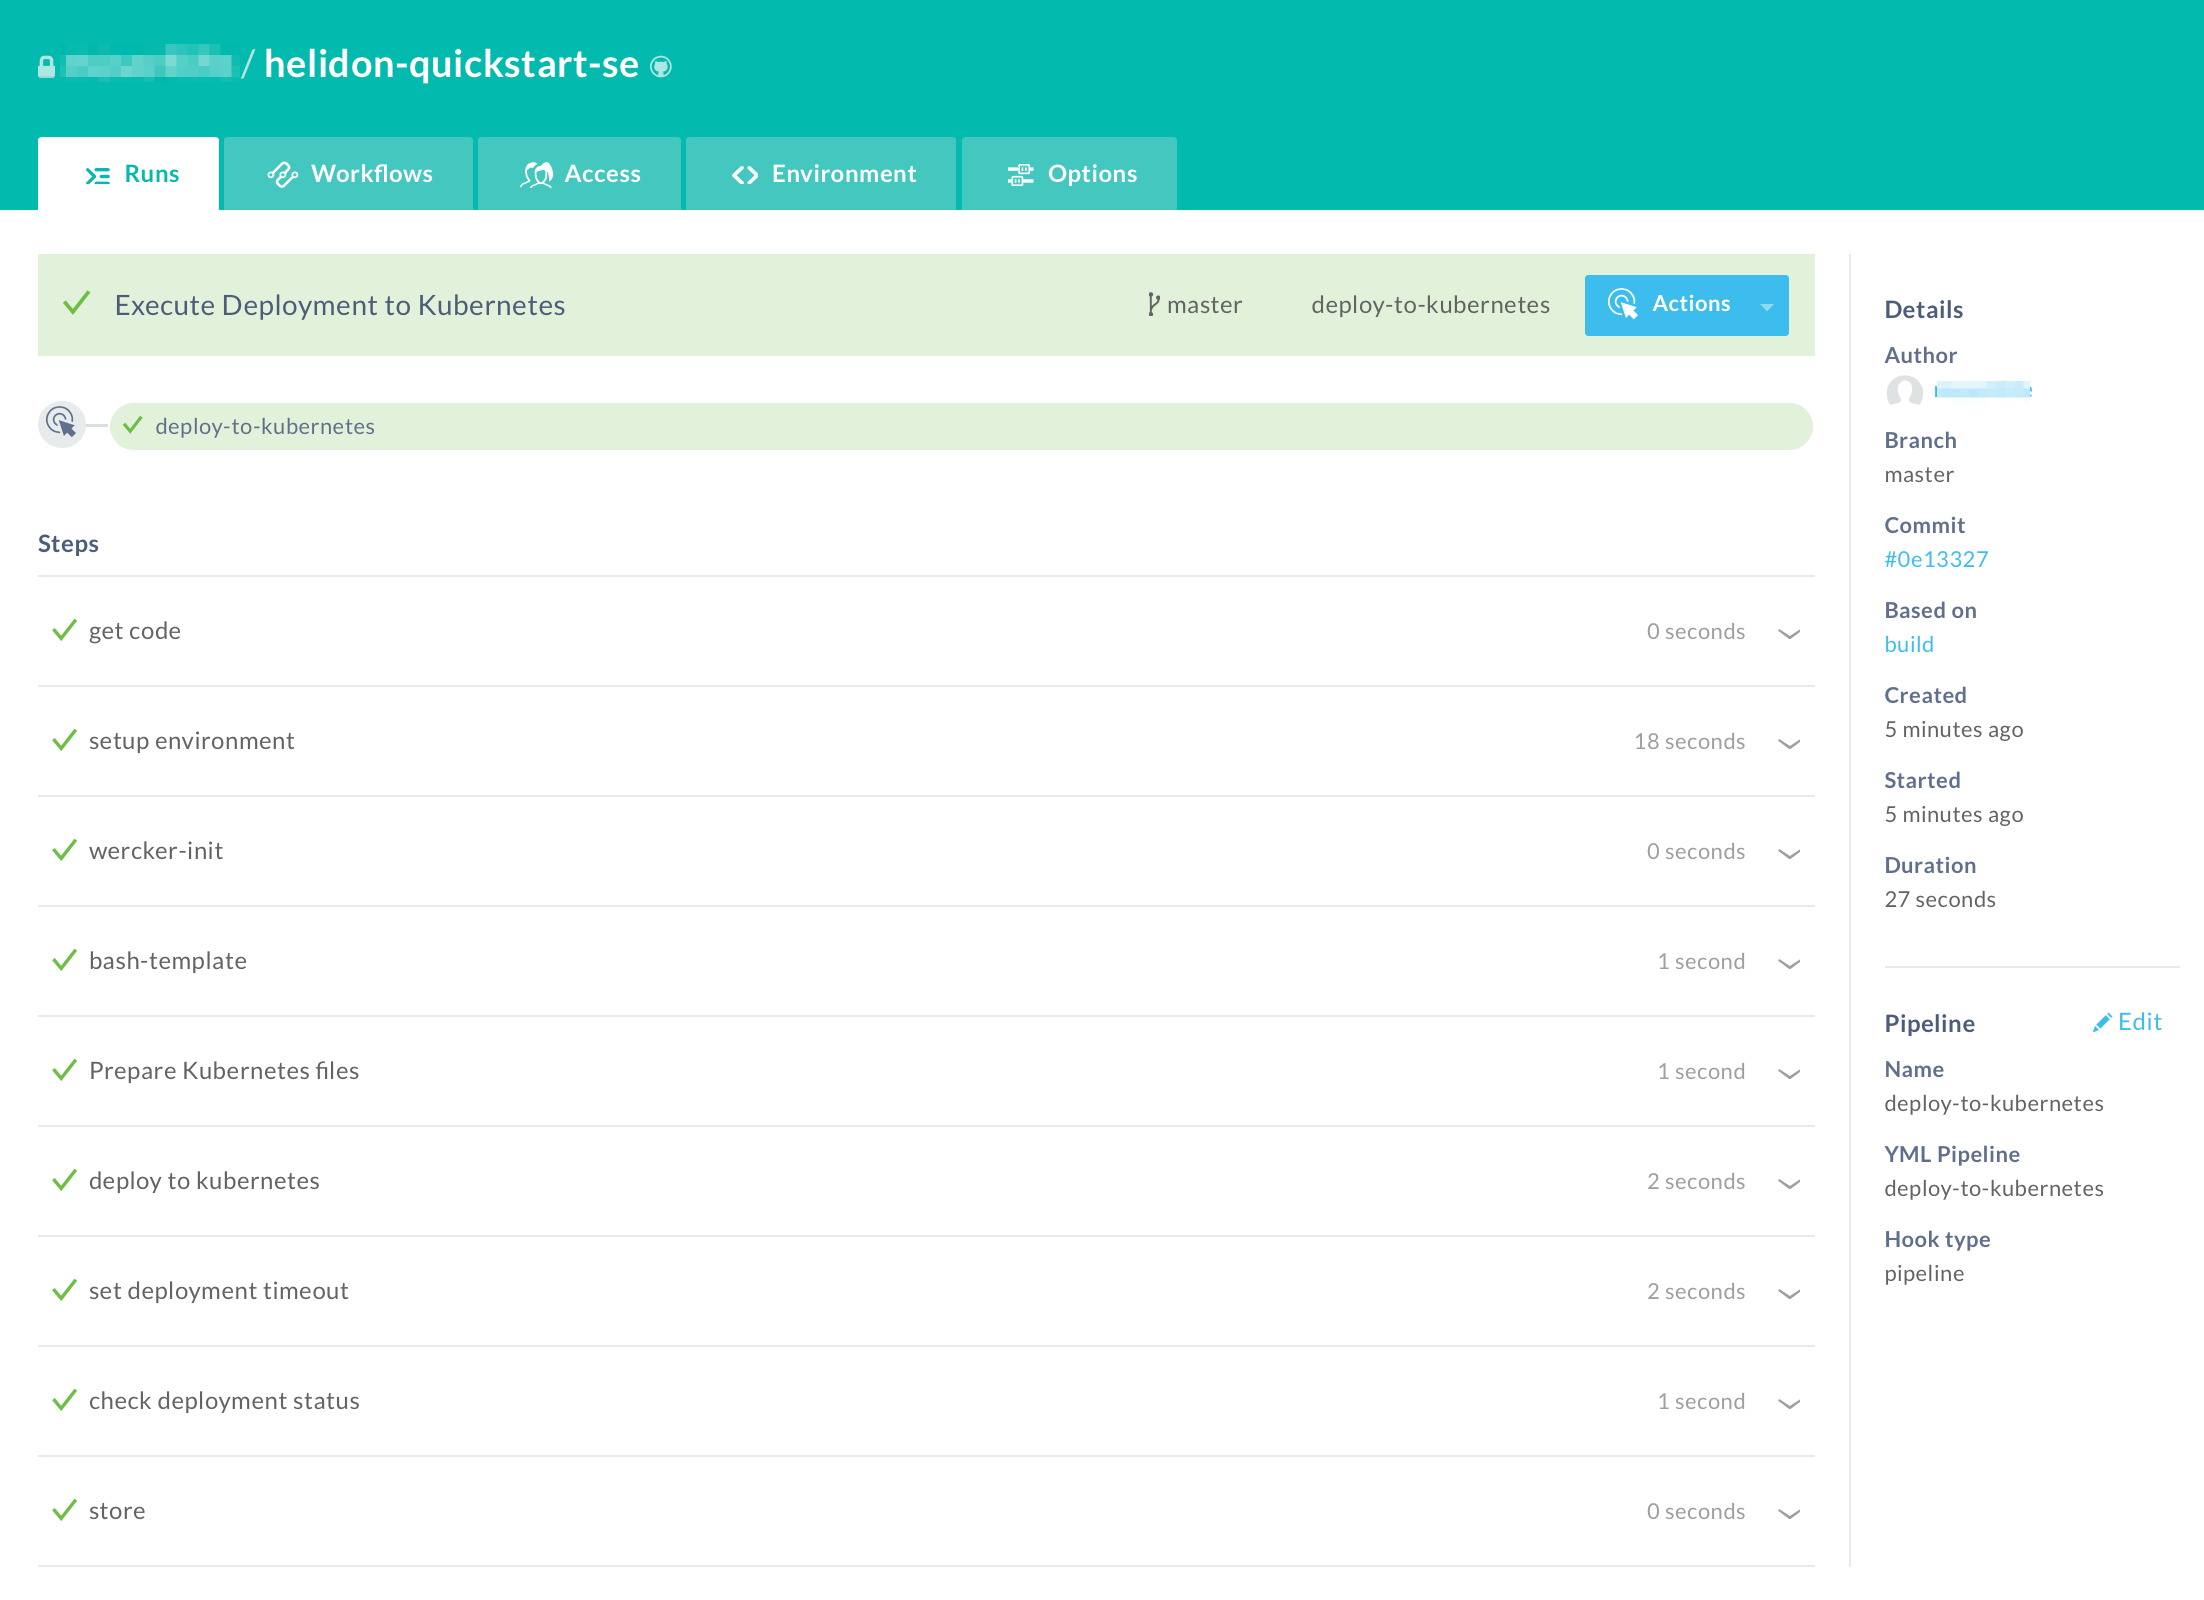 / helidon-quickstart-se
Runs
Workflows
Access
Environment
Options
Execute Deployment to Kubernetes
master
deploy-to-kubernetes
Actions
deploy-to-kubernetes
Steps
get code
0 seconds
setup environment
18 seconds
wercker-init
0 seconds
bash-template
1 second
Prepare Kubernetes files
1 second
deploy to kubernetes
2 seconds
set deployment timeout
2 seconds
check deployment status
1 second
store
0 seconds
Details
Author
Branch
master
Commit
#0e13327
Based on
build
Created
5 minutes ago
Started
5 minutes ago
Duration
27 seconds
Pipeline
Edit
Name
deploy-to-kubernetes
YML Pipeline
deploy-to-kubernetes
Hook type
pipeline